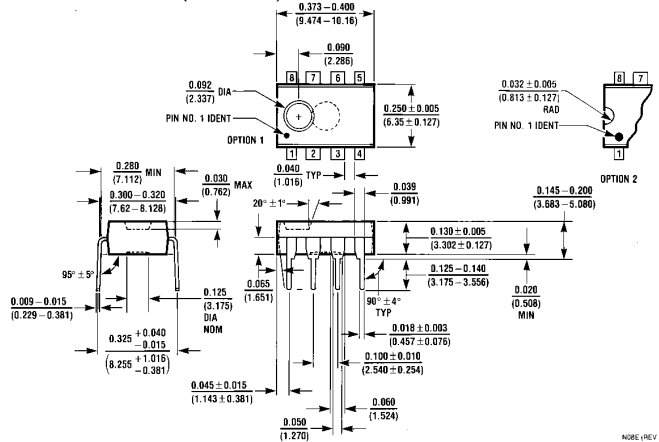 0.373 – 0.400
(9.474 – 10.16)
0.090
(2.286)
8 7 6 5
0.092 DIA
(2.337)
PIN NO. 1 IDENT
OPTION 1
0.250 ± 0.005
(6.35 ± 0.127)
1 2 3 4
0.032 ± 0.005
(0.813 ± 0.127)
RAD
PIN NO. 1 IDENT
8 7
1
OPTION 2
0.280 MIN
(7.112)
0.300 – 0.320
(7.62 – 8.128)
0.030 MAX
(0.762)
0.040 TYP
(1.016)
0.039
(0.991)
20° ± 1°
0.145 – 0.200
(3.683 – 5.080)
0.130 ± 0.005
(3.302 ± 0.127)
95° ± 5°
0.065
(1.651)
0.125 – 0.140
(3.175 – 3.556)
90° ± 4°
TYP
0.020
(0.508)
MIN
0.009 – 0.015
(0.229 – 0.381)
0.125
(3.175)
DIA
NOM
0.018 ± 0.003
(0.457 ± 0.076)
0.325 +0.040 −0.015
(8.255 +1.016 −0.381)
0.100 ± 0.010
(2.540 ± 0.254)
0.045 ± 0.015
(1.143 ± 0.381)
0.060
(1.524)
0.050
(1.270)
N08E (REV